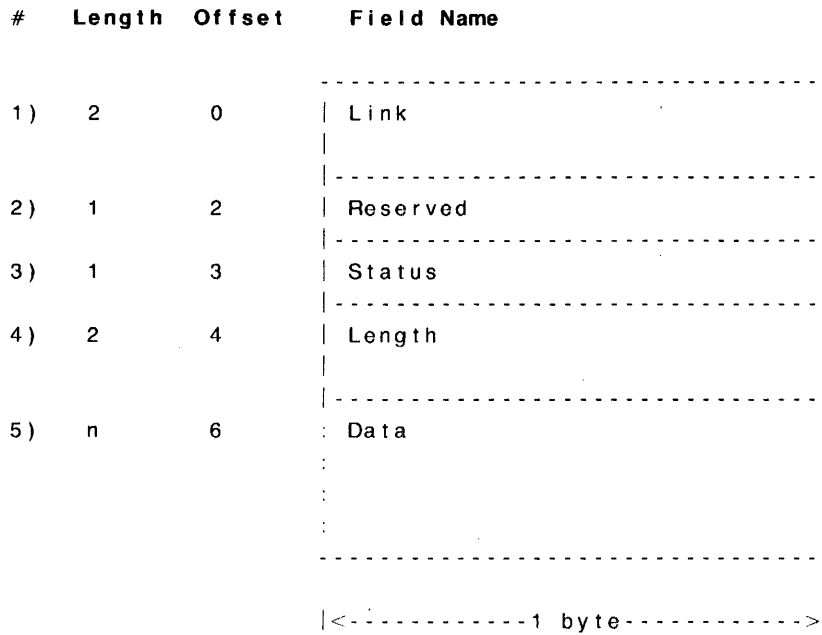 # Length Offset Field Name
1) 2 0 | Link
2) 1 2 | Reserved
3) 1 3 | Status
4) 2 4 | Length
5) n 6 : Data
|<------------1 byte------------>